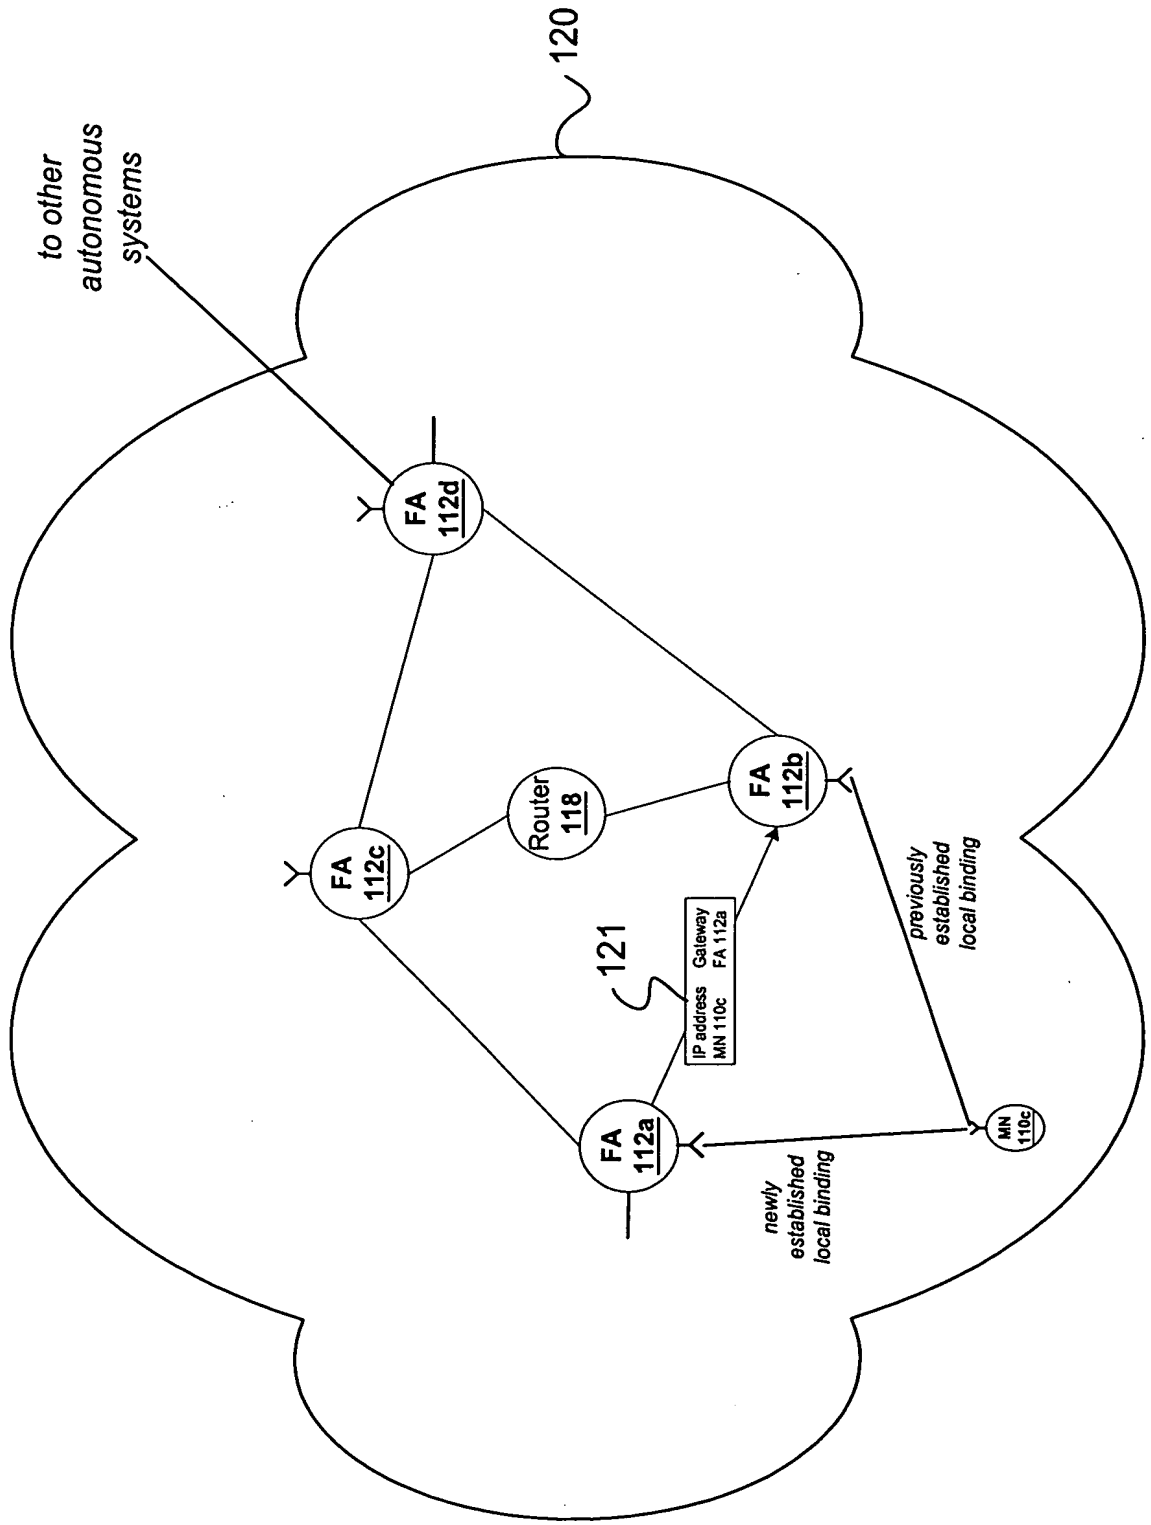 to other
autonomous
systems
120
FA
112d
FA
112c
Router
118
FA
112b
121
IP address Gateway
MN 110c FA 112a
FA
112a
previously
established
local binding
newly
established
local binding
MN
110c